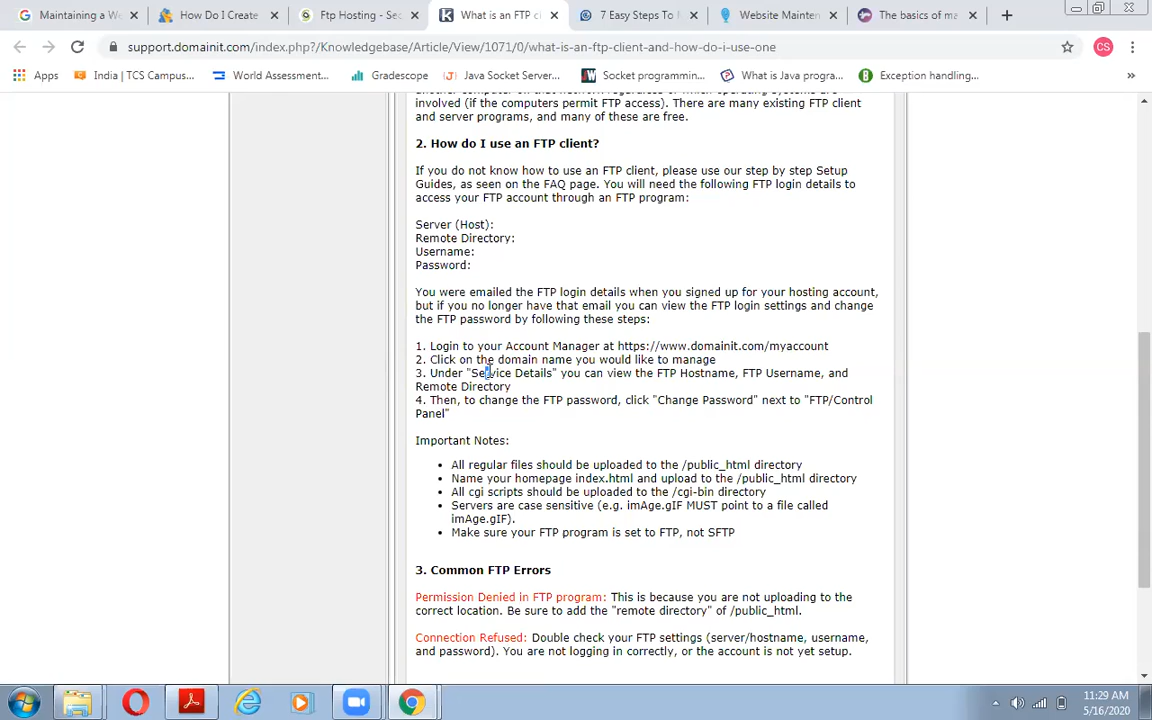 Maintaining a We
How Do I Create
Ftp Hosting - Sec
What is an FTP cl
7 Easy Steps To
Website Mainten
The basics of ma
support.domainit.com/index.php?/Knowledgebase/Article/View/1071/0/what-is-an-ftp-client-and-how-do-i-use-one
CS
Apps
India | TCS Campus...
World Assessment...
Gradescope
Java Socket Server...
Socket programmin...
What is Java progra...
Exception handling...
»
involved (if the computers permit FTP access). There are many existing FTP client
and server programs, and many of these are free.
2. How do I use an FTP client?
If you do not know how to use an FTP client, please use our step by step Setup
Guides, as seen on the FAQ page. You will need the following FTP login details to
access your FTP account through an FTP program:
Server (Host):
Remote Directory:
Username:
Password:
You were emailed the FTP login details when you signed up for your hosting account,
but if you no longer have that email you can view the FTP login settings and change
the FTP password by following these steps:
1. Login to your Account Manager at https://www.domainit.com/myaccount
2. Click on the domain name you would like to manage
3. Under "Service Details" you can view the FTP Hostname, FTP Username, and
Remote Directory
4. Then, to change the FTP password, click "Change Password" next to "FTP/Control
Panel"
Important Notes:
• All regular files should be uploaded to the /public_html directory
• Name your homepage index.html and upload to the /public_html directory
• All cgi scripts should be uploaded to the /cgi-bin directory
• Servers are case sensitive (e.g. imAge.gIF MUST point to a file called
imAge.gIF).
• Make sure your FTP program is set to FTP, not SFTP
3. Common FTP Errors
Permission Denied in FTP program: This is because you are not uploading to the
correct location. Be sure to add the "remote directory" of /public_html.
Connection Refused: Double check your FTP settings (server/hostname, username,
and password). You are not logging in correctly, or the account is not yet setup.
11:29 AM
5/16/2020